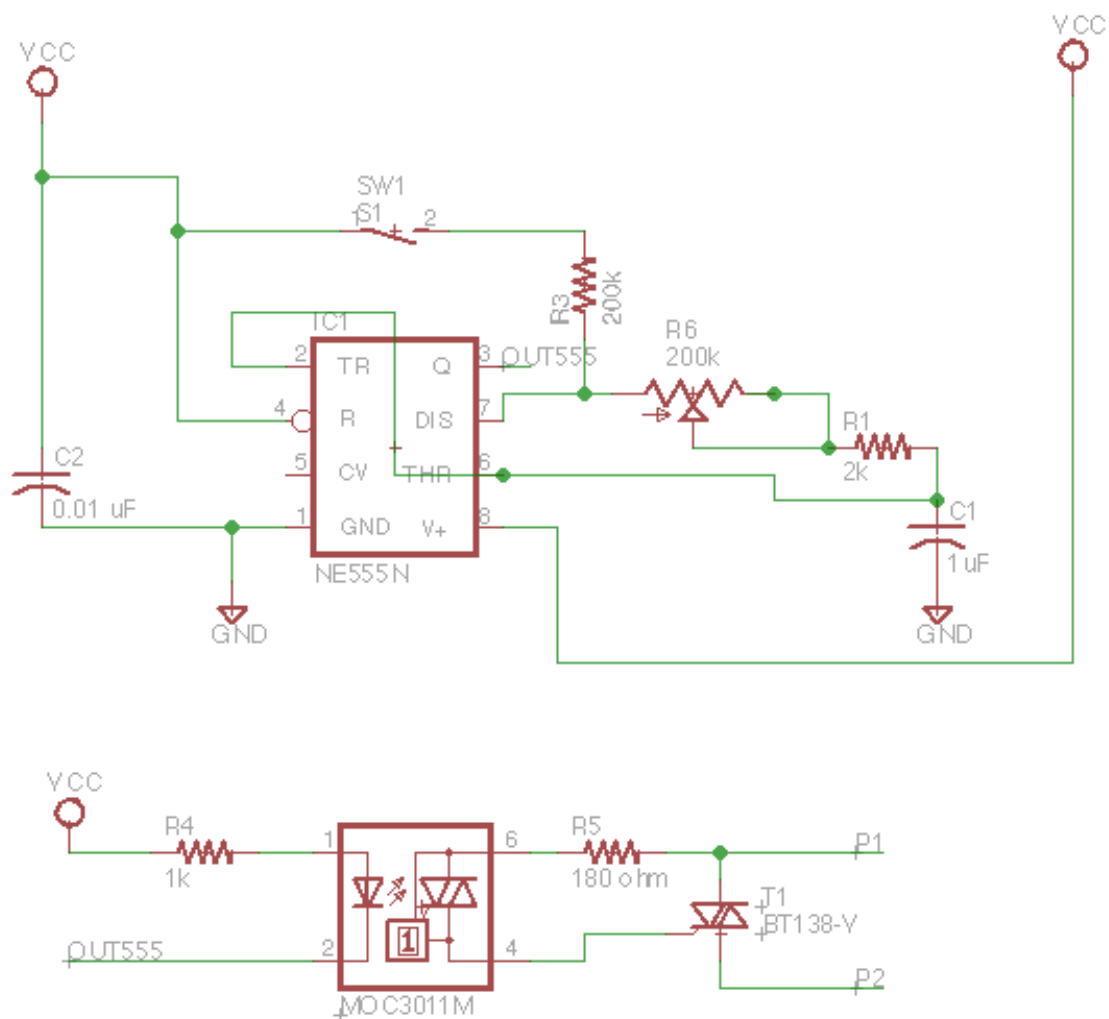 VCC
VCC
SW1
S1
1
2
R3
200k
IC1
R6
200k
2
TR
Q
3
OUT555
4
R
DIS
7
R1
2k
5
CV
THR
6
C2
0.01 uF
1
GND
V+
8
C1
1uF
NE555N
GND
GND
VCC
R4
1k
1
6
R5
180 ohm
P1
T1
BT138-V
1
OUT555
2
4
P2
MOC3011M